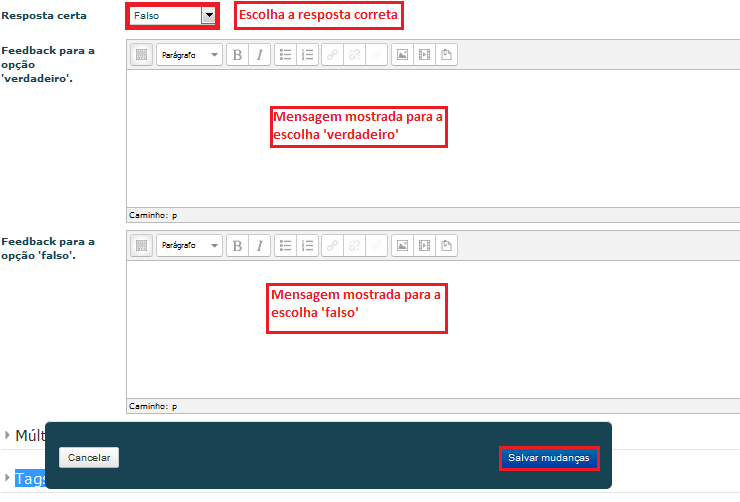 Resposta certa
Falso
Escolha a resposta correta
Feedback para a
opção
'verdadeiro'.
Parágrafo
B I
Mensagem mostrada para a
escolha 'verdadeiro'
Caminho: p
Feedback para a
opção 'falso'.
Parágrafo
B I
Mensagem mostrada para a
escolha 'falso'
Caminho: p
Múlt
Cancelar
Salvar mudanças
Tags